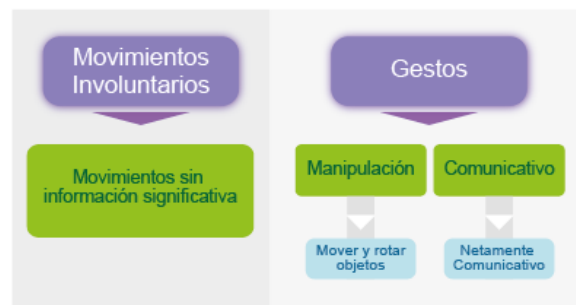 Movimientos
Involuntarios
Movimientos sin
información significativa
Gestos
Manipulación
Comunicativo
Mover y rotar
objetos
Netamente
Comunicativo